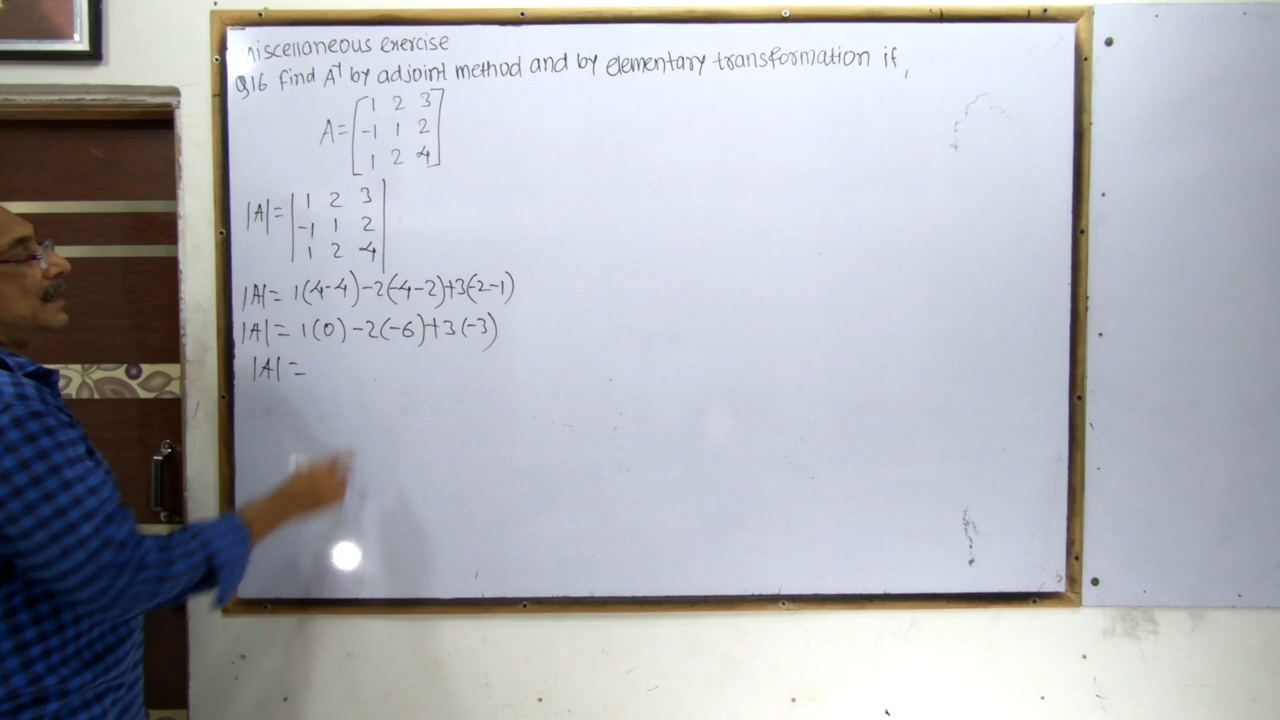 Miscellaneous exercise
Q16 find A⁻¹ by adjoint method and by elementary transformation if,
A = [1 2 3
-1 1 2
1 2 4]
|A| = |1 2 3
-1 1 2
1 2 4|
|A| = 1(4-4)-2(-4-2)+3(-2-1)
|A| = 1(0)-2(-6)+3(-3)
|A| =